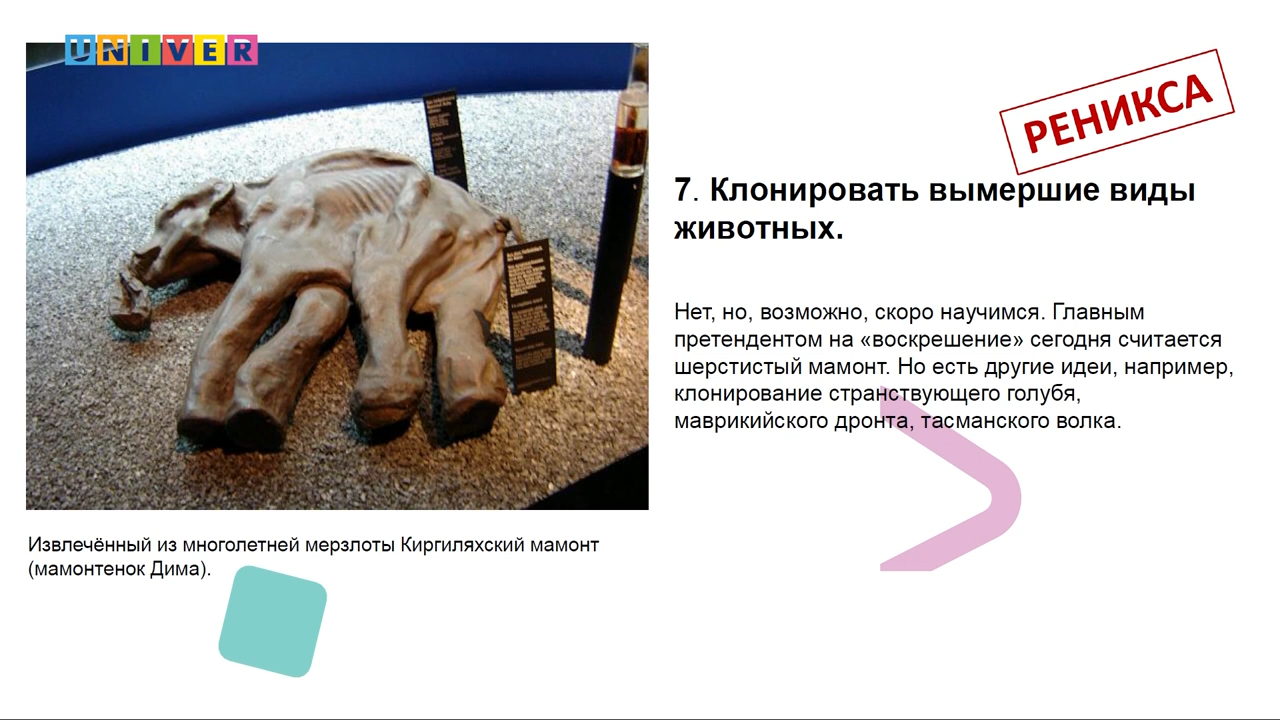 UNIVER
РЕНИКСА
7. Клонировать вымершие виды
животных.
Нет, но, возможно, скоро научимся. Главным
претендентом на «воскрешение» сегодня считается
шерстистый мамонт. Но есть другие идеи, например,
клонирование странствующего голубя,
маврикийского дронта, тасманского волка.
Извлечённый из многолетней мерзлоты Киргиляхский мамонт
(мамонтенок Дима).